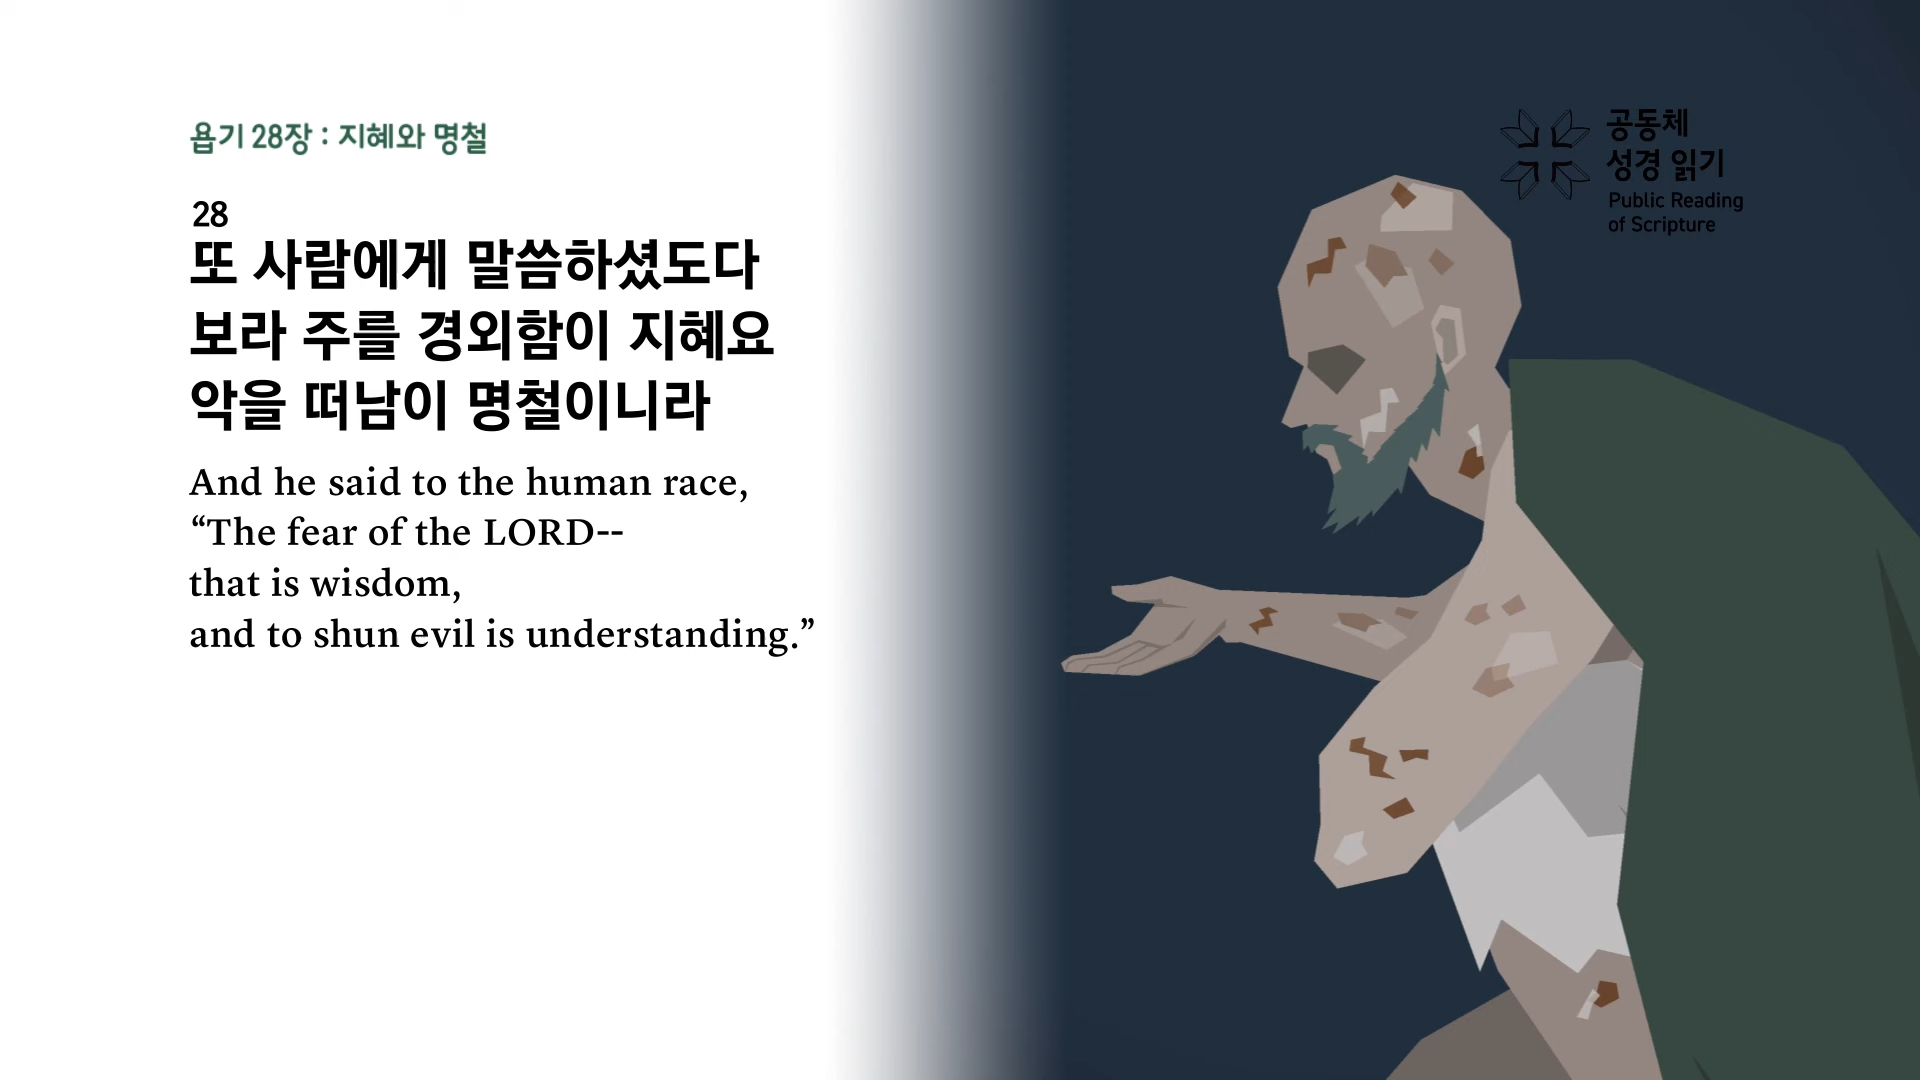 욥기 28장 : 지혜와 명철
28
또 사람에게 말씀하셨도다
보라 주를 경외함이 지혜요
악을 떠남이 명철이니라
And he said to the human race,
“The fear of the LORD--
that is wisdom,
and to shun evil is understanding.”
공동체
성경 읽기
Public Reading
of Scripture